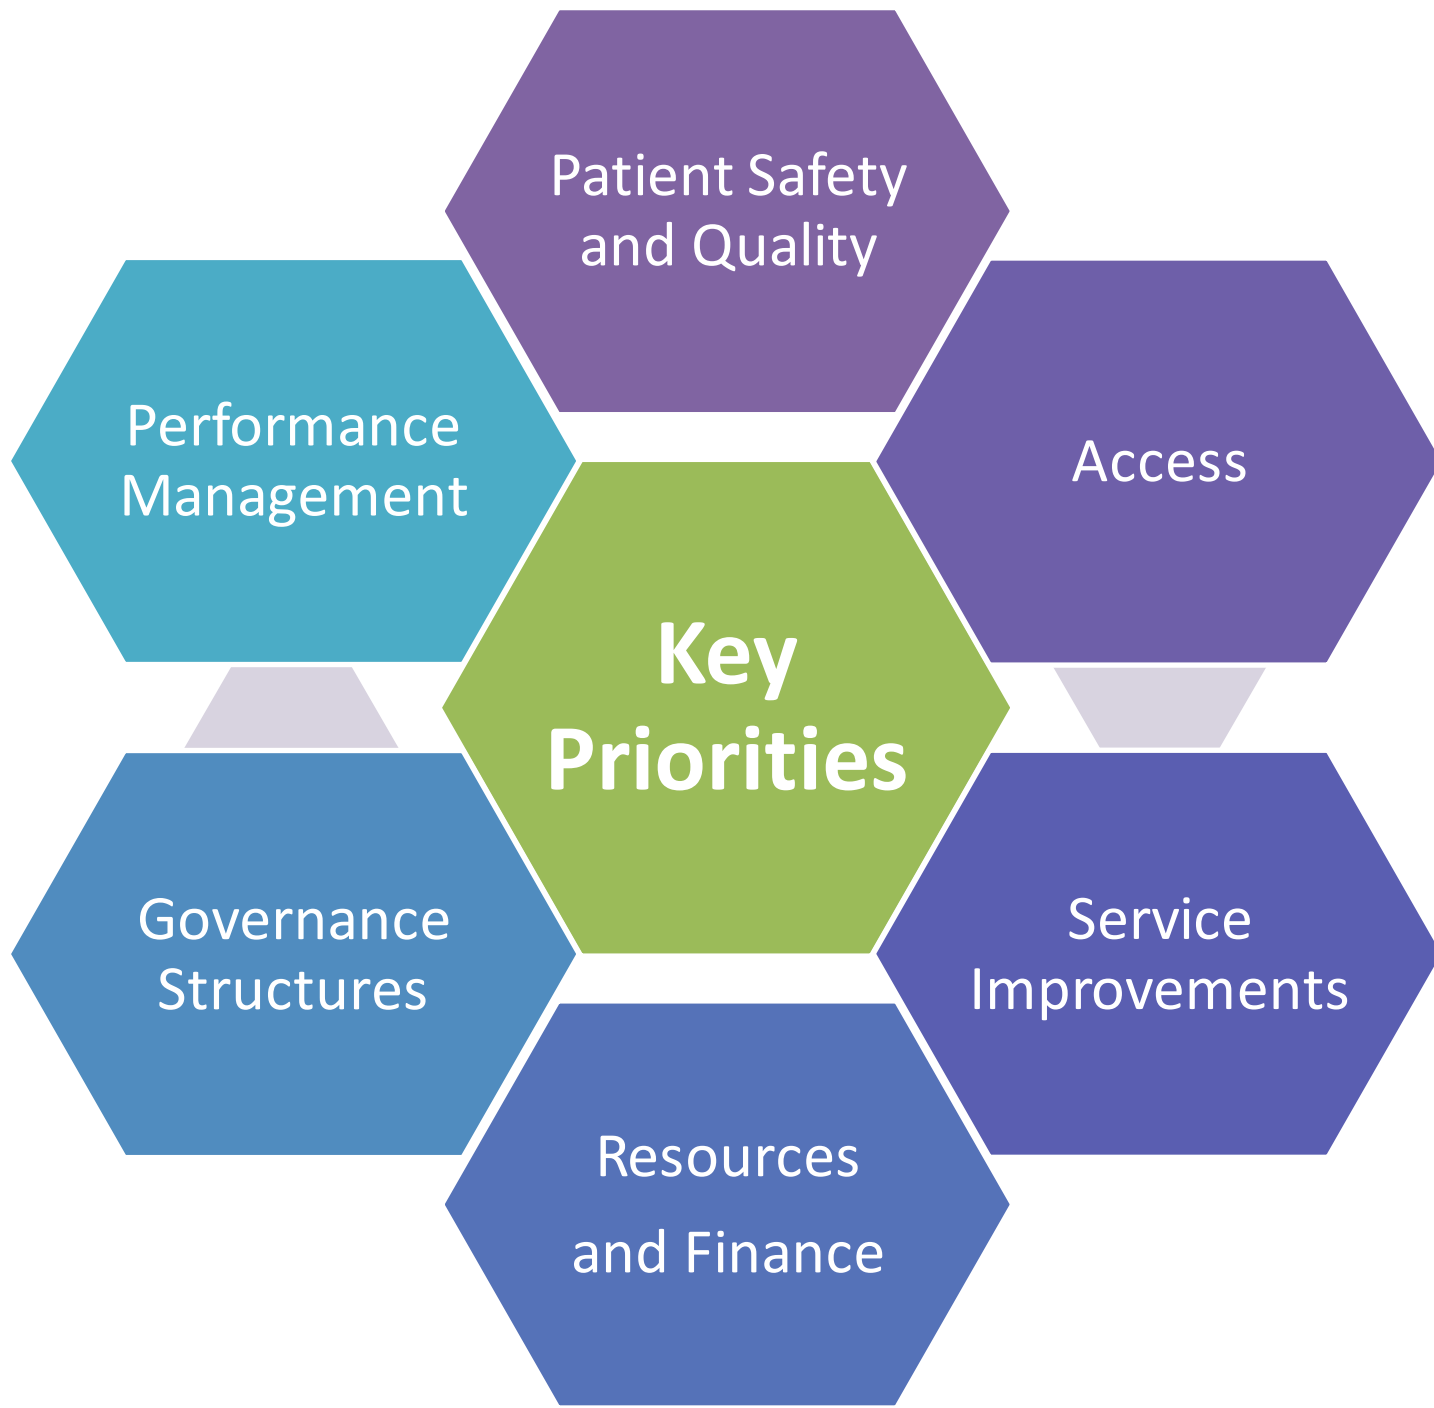 Patient Safety
and Quality
Performance
Management
Access
Key
Priorities
Governance
Structures
Service
Improvements
Resources
and Finance